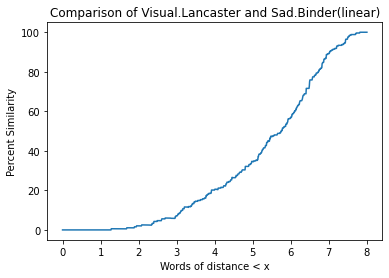 Comparison of Visual.Lancaster and Sad.Binder(linear)
100
80
60
40
20
0
Percent Similarity
0 1 2 3 4 5 6 7 8
Words of distance < x